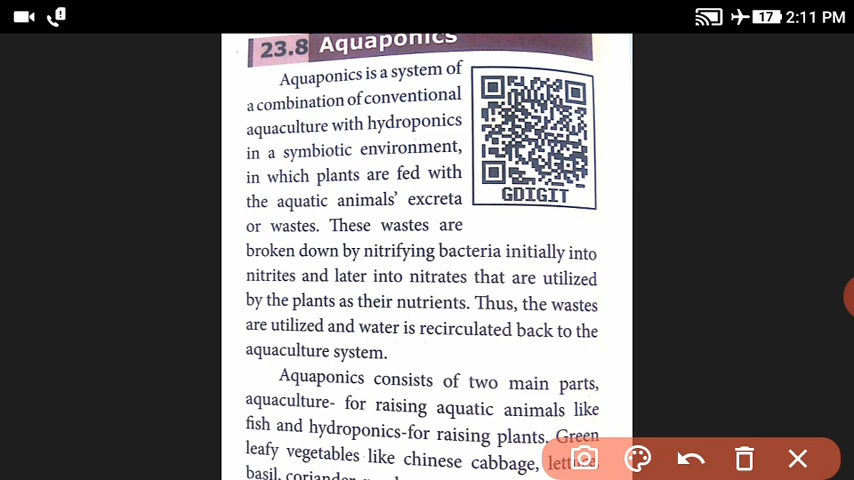 17 2:11 PM
23.8 Aquaponics
Aquaponics is a system of
a combination of conventional
aquaculture with hydroponics
in a symbiotic environment,
in which plants are fed with
the aquatic animals' excreta
or wastes. These wastes are
GDIGIT
broken down by nitrifying bacteria initially into
nitrites and later into nitrates that are utilized
by the plants as their nutrients. Thus, the wastes
are utilized and water is recirculated back to the
aquaculture system.
Aquaponics consists of two main parts,
aquaculture- for raising aquatic animals like
fish and hydroponics-for raising plants. Green
leafy vegetables like chinese cabbage,
basil, coriander